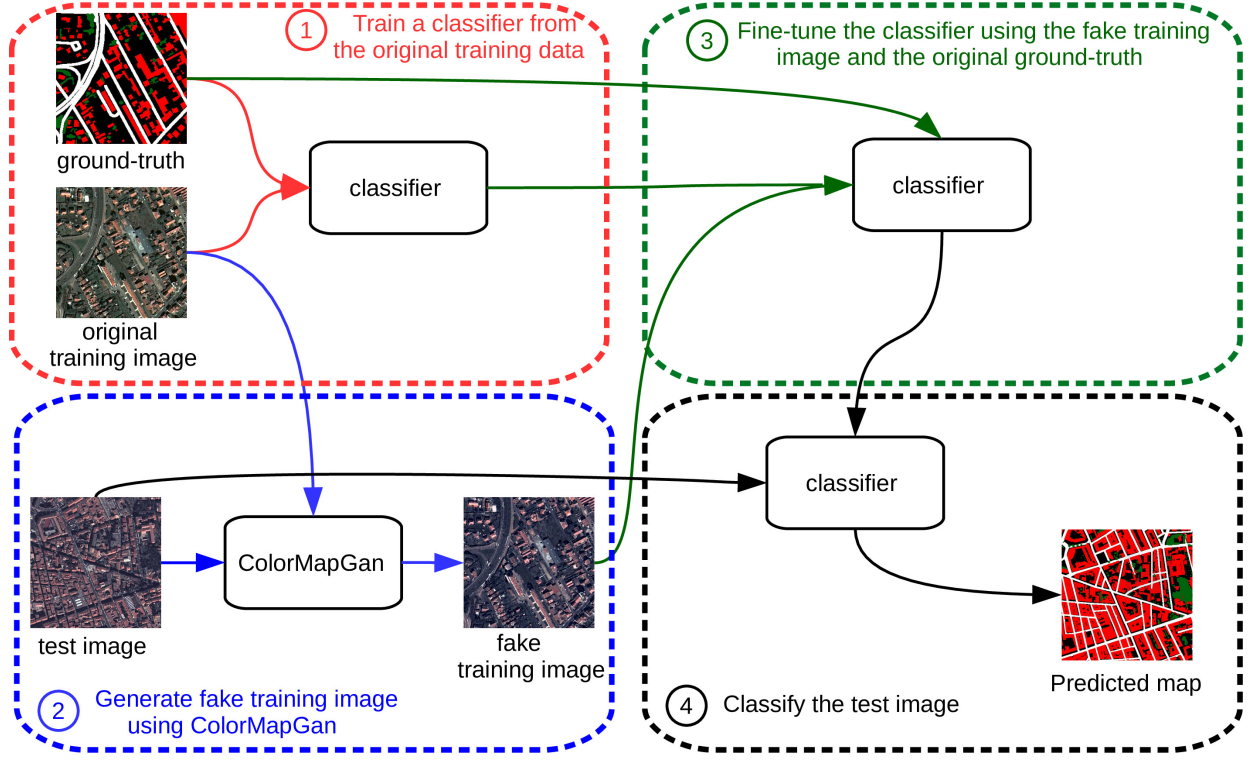 1
Train a classifier from
the original training data
ground-truth
classifier
original
training image
3
Fine-tune the classifier using the fake training
image and the original ground-truth
classifier
test image
ColorMapGan
fake
training image
2
Generate fake training image
using ColorMapGan
classifier
Predicted map
4
Classify the test image